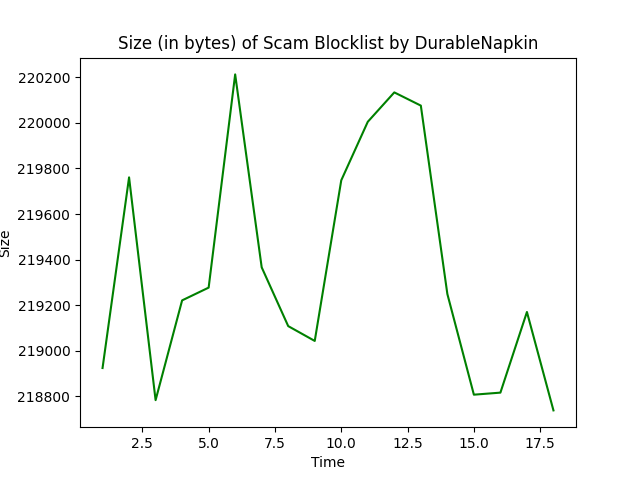 Size (in bytes) of Scam Blocklist by DurableNapkin
220200
220000
219800
219600
219400
219200
219000
218800
Size
2.5 5.0 7.5 10.0 12.5 15.0 17.5
Time